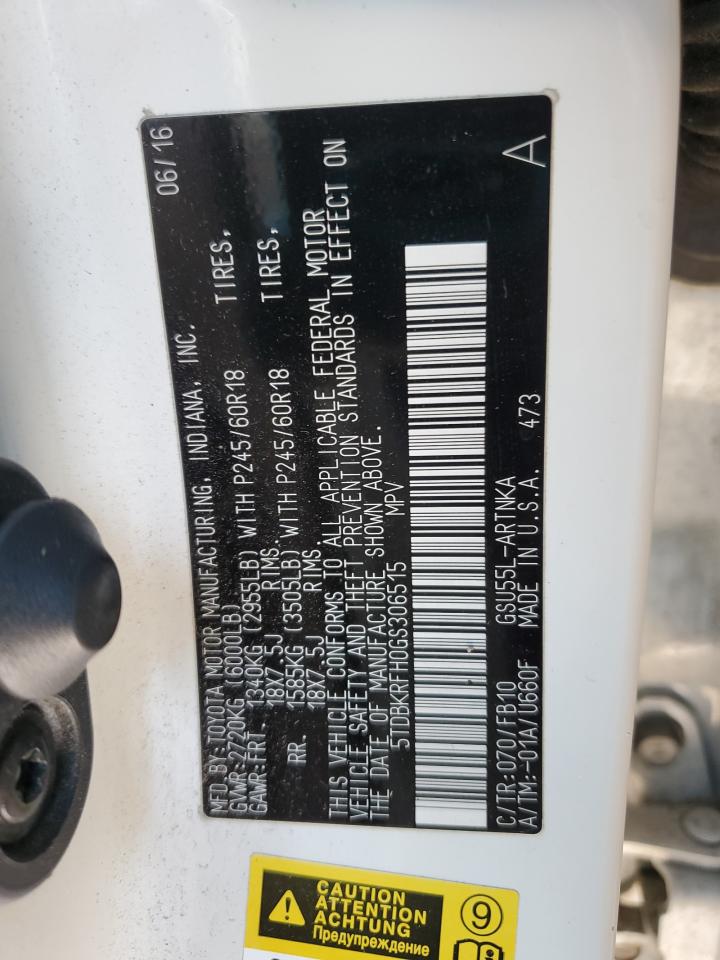 MFD.BY:TOYOTA MOTOR MANUFACTURING, INDIANA, INC. 06/16
GVWR:2720KG (6000LB)
GAWR:FRT 1340KG (2955LB) WITH P245/60R18 TIRES,
18X7.5J RIMS.
RR. 1585KG (3505LB) WITH P245/60R18 TIRES,
18X7.5J RIMS.
THIS VEHICLE CONFORMS TO ALL APPLICABLE FEDERAL MOTOR
VEHICLE SAFETY AND THEFT PREVENTION STANDARDS IN EFFECT ON
THE DATE OF MANUFACTURE SHOWN ABOVE.
5TDBKRFH0GS306515 MPV
C/TR:070/FB10 GSU55L-ARTNKA
A/TM:-01A/U660F MADE IN U.S.A. 473 A
CAUTION
ATTENTION
ACHTUNG
Предупреждение
9